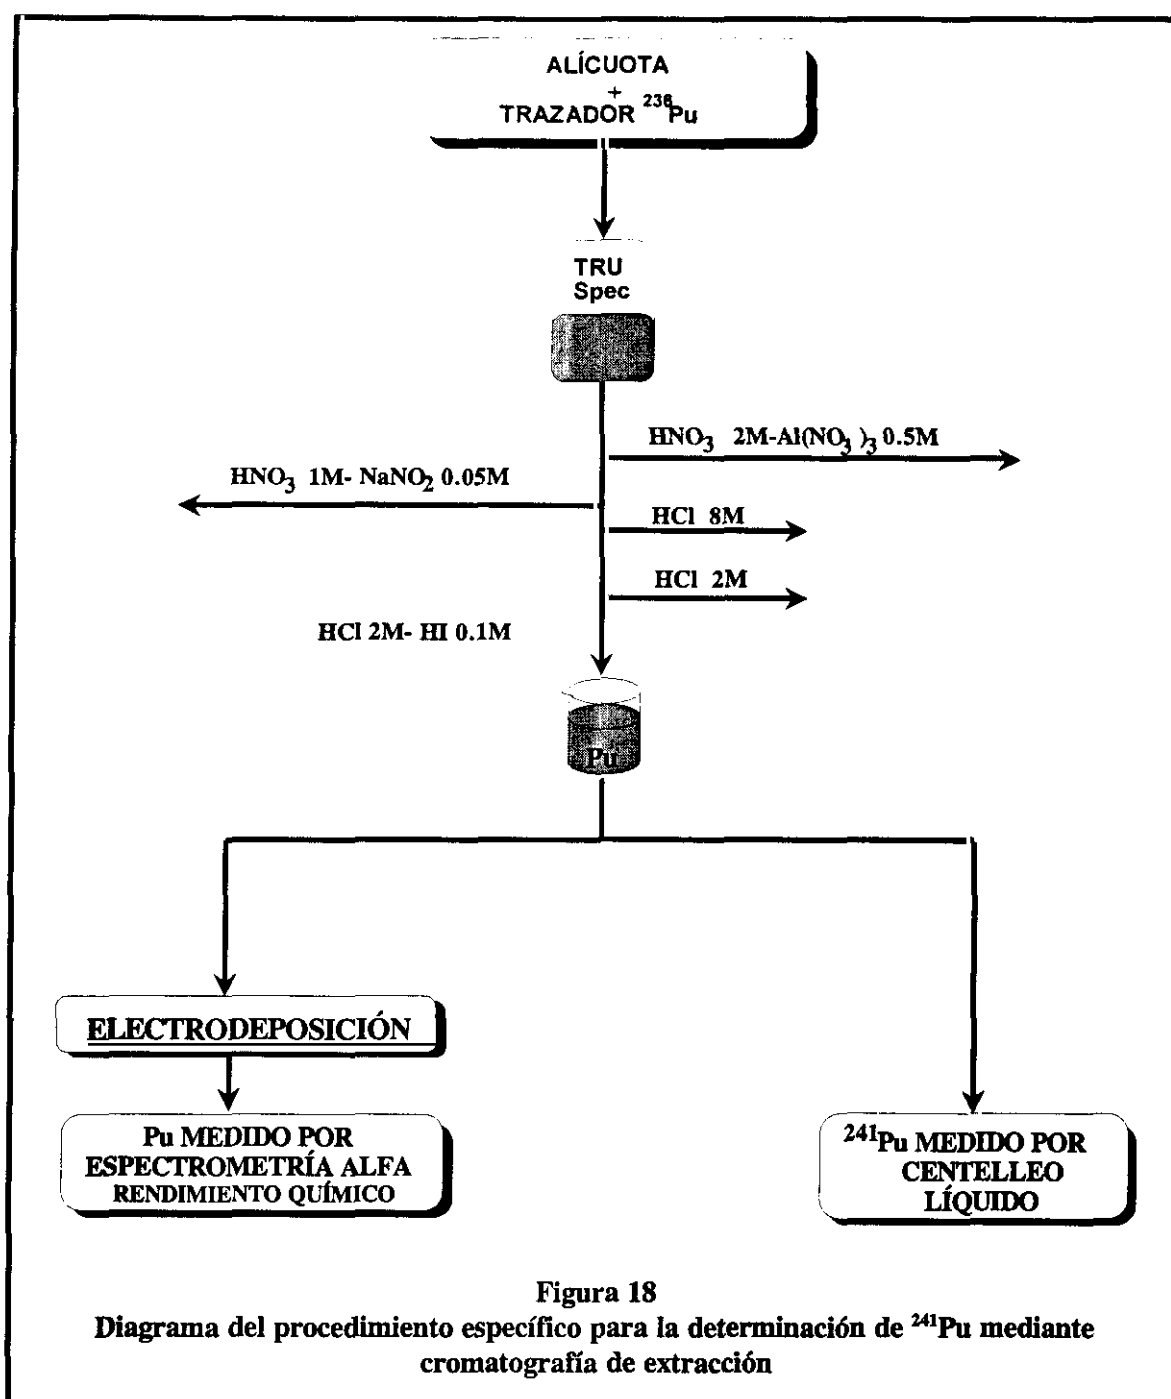 ALÍCUOTA
+
TRAZADOR ²³⁶Pu
TRU
Spec
HNO₃ 2M-Al(NO₃)₃ 0.5M
HNO₃ 1M- NaNO₂ 0.05M
HCl 8M
HCl 2M
HCl 2M- HI 0.1M
Pu
ELECTRODEPOSICIÓN
Pu MEDIDO POR
ESPECTROMETRÍA ALFA
RENDIMIENTO QUÍMICO
²⁴¹Pu MEDIDO POR
CENTELLEO
LÍQUIDO
Figura 18
Diagrama del procedimiento específico para la determinación de ²⁴¹Pu mediante
cromatografía de extracción